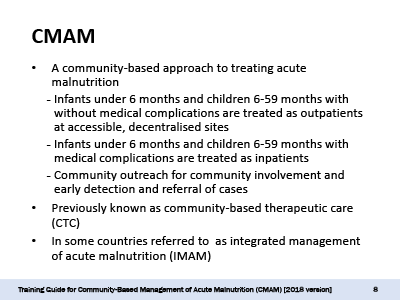 CMAM
• A community-based approach to treating acute
malnutrition
- Infants under 6 months and children 6-59 months with
without medical complications are treated as outpatients
at accessible, decentralised sites
- Infants under 6 months and children 6-59 months with
medical complications are treated as inpatients
- Community outreach for community involvement and
early detection and referral of cases
• Previously known as community-based therapeutic care
(CTC)
• In some countries referred to  as integrated management
of acute malnutrition (IMAM)
Training Guide for Community-Based Management of Acute Malnutrition (CMAM) [2018 version] 8